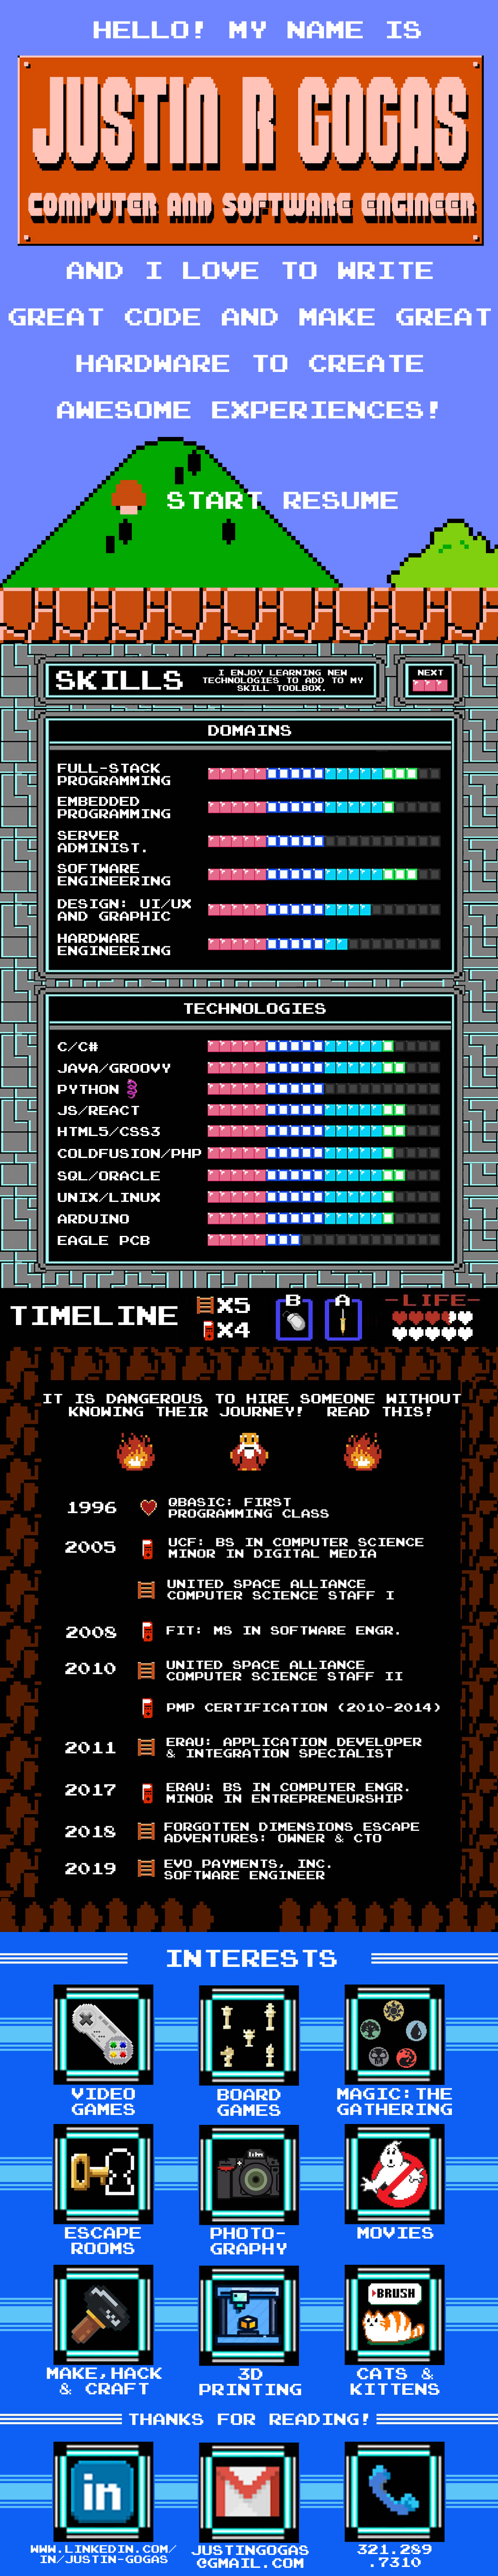 HELLO! MY NAME IS
JUSTIN R GOGAS
COMPUTER AND SOFTWARE ENGINEER
AND I LOVE TO WRITE
GREAT CODE AND MAKE GREAT
HARDWARE TO CREATE
AWESOME EXPERIENCES!
START RESUME
SKILLS
I ENJOY LEARNING NEW
TECHNOLOGIES TO ADD TO MY
SKILL TOOLBOX.
NEXT
DOMAINS
FULL-STACK
PROGRAMMING
EMBEDDED
PROGRAMMING
SERVER
ADMINIST.
SOFTWARE
ENGINEERING
DESIGN: UI/UX
AND GRAPHIC
HARDWARE
ENGINEERING
TECHNOLOGIES
C/C#
JAVA/GROOVY
PYTHON
JS/REACT
HTML5/CSS3
COLDFUSION/PHP
SQL/ORACLE
UNIX/LINUX
ARDUINO
EAGLE PCB
TIMELINE
X5
X4
B
A
-LIFE-
IT IS DANGEROUS TO HIRE SOMEONE WITHOUT
KNOWING THEIR JOURNEY! READ THIS!
1996
QBASIC: FIRST
PROGRAMMING CLASS
2005
UCF: BS IN COMPUTER SCIENCE
MINOR IN DIGITAL MEDIA
UNITED SPACE ALLIANCE
COMPUTER SCIENCE STAFF I
2008
FIT: MS IN SOFTWARE ENGR.
2010
UNITED SPACE ALLIANCE
COMPUTER SCIENCE STAFF II
PMP CERTIFICATION (2010-2014)
2011
ERAU: APPLICATION DEVELOPER
& INTEGRATION SPECIALIST
2017
ERAU: BS IN COMPUTER ENGR.
MINOR IN ENTREPRENEURSHIP
2018
FORGOTTEN DIMENSIONS ESCAPE
ADVENTURES: OWNER & CTO
2019
EVO PAYMENTS, INC.
SOFTWARE ENGINEER
INTERESTS
VIDEO
GAMES
BOARD
GAMES
MAGIC:THE
GATHERING
ESCAPE
ROOMS
PHOTO-
GRAPHY
MOVIES
BRUSH
MAKE,HACK
& CRAFT
3D
PRINTING
CATS &
KITTENS
THANKS FOR READING!
in
WWW.LINKEDIN.COM/
IN/JUSTIN-GOGAS
JUSTINGOGAS
@GMAIL.COM
321.289
.7310